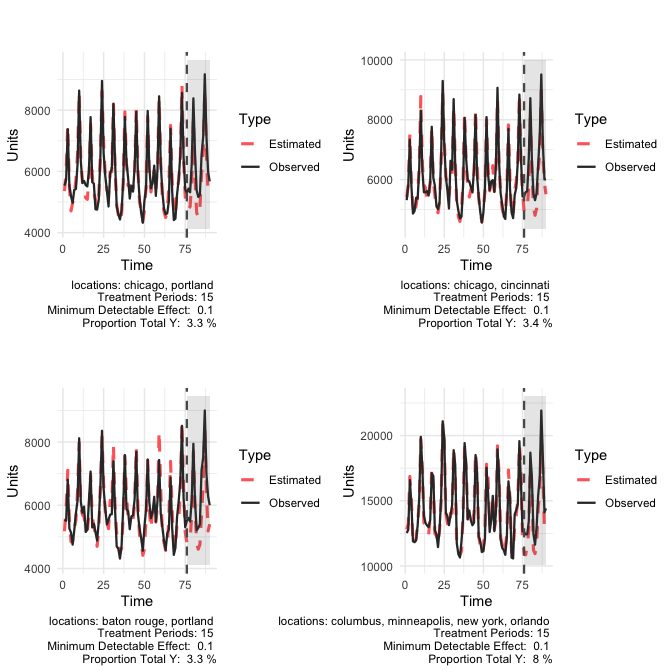 Units
8000
6000
4000
0
25
50
75
Time
Type
Estimated
Observed
locations: chicago, portland
Treatment Periods: 15
Minimum Detectable Effect: 0.1
Proportion Total Y: 3.3 %
Units
10000
8000
6000
0
25
50
75
Time
Type
Estimated
Observed
locations: chicago, cincinnati
Treatment Periods: 15
Minimum Detectable Effect: 0.1
Proportion Total Y: 3.4 %
Units
8000
6000
4000
0
25
50
75
Time
Type
Estimated
Observed
locations: baton rouge, portland
Treatment Periods: 15
Minimum Detectable Effect: 0.1
Proportion Total Y: 3.3 %
Units
20000
15000
10000
0
25
50
75
Time
Type
Estimated
Observed
locations: columbus, minneapolis, new york, orlando
Treatment Periods: 15
Minimum Detectable Effect: 0.1
Proportion Total Y: 8 %